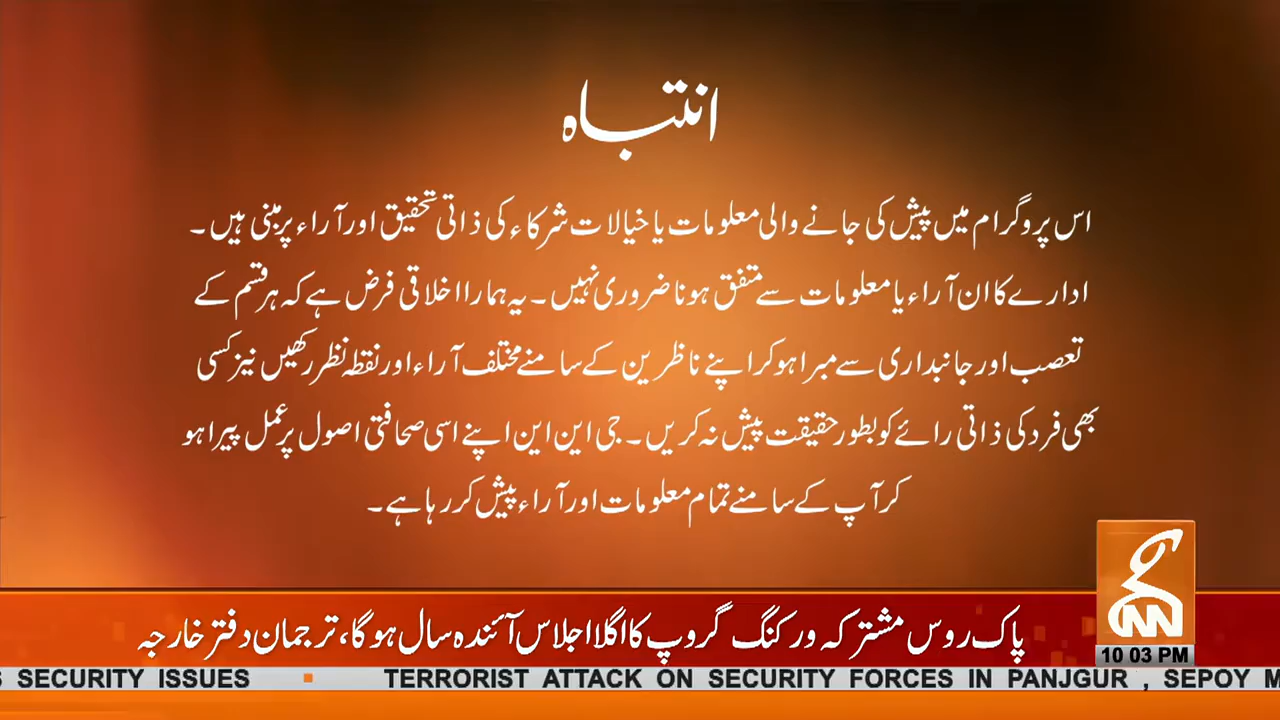 انتباہ
اس پروگرام میں پیش کی جانے والی معلومات یا خیالات شرکاء کی ذاتی تحقیق اور آراء پر مبنی ہیں۔
ادارے کا ان آراء یا معلومات سے متفق ہونا ضروری نہیں۔ یہ ہمارا اخلاقی فرض ہے کہ ہر قسم کے
تعصب اور جانبداری سے مبرا ہو کر اپنے ناظرین کے سامنے مختلف آراء اور نقطہ نظر رکھیں نیز کسی
بھی فرد کی ذاتی رائے کو بطور حقیقت پیش نہ کریں۔ جی این این اپنے اسی صحافتی اصول پر عمل پیرا ہو
کر آپ کے سامنے تمام معلومات اور آراء پیش کر رہا ہے۔
GNN
پاک روس مشترکہ ورکنگ گروپ کا اگلا اجلاس آئندہ سال ہوگا، ترجمان دفتر خارجہ
10 03 PM
S SECURITY ISSUES TERRORIST ATTACK ON SECURITY FORCES IN PANJGUR , SEPOY M